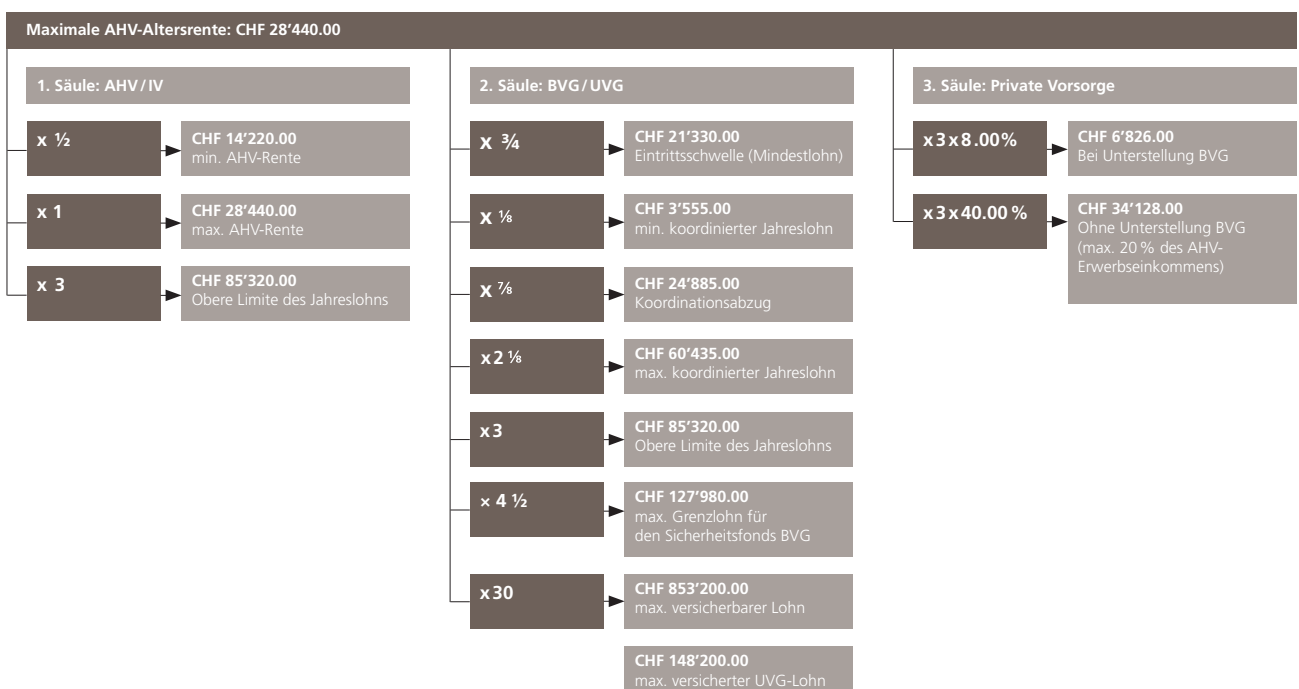 Maximale AHV-Altersrente: CHF 28’440.00
1. Säule: AHV/IV
x ½
CHF 14’220.00
min. AHV-Rente
x 1
CHF 28’440.00
max. AHV-Rente
x 3
CHF 85’320.00
Obere Limite des Jahreslohns
2. Säule: BVG/UVG
x ¾
CHF 21’330.00
Eintrittsschwelle (Mindestlohn)
x ⅛
CHF 3’555.00
min. koordinierter Jahreslohn
x ⅞
CHF 24’885.00
Koordinationsabzug
x2 ⅛
CHF 60’435.00
max. koordinierter Jahreslohn
x3
CHF 85’320.00
Obere Limite des Jahreslohns
× 4 ½
CHF 127’980.00
max. Grenzlohn für
den Sicherheitsfonds BVG
x30
CHF 853’200.00
max. versicherbarer Lohn
CHF 148’200.00
max. versicherter UVG-Lohn
3. Säule: Private Vorsorge
x3x8.00%
CHF 6’826.00
Bei Unterstellung BVG
x3x40.00 %
CHF 34’128.00
Ohne Unterstellung BVG
(max. 20 % des AHV-
Erwerbseinkommens)